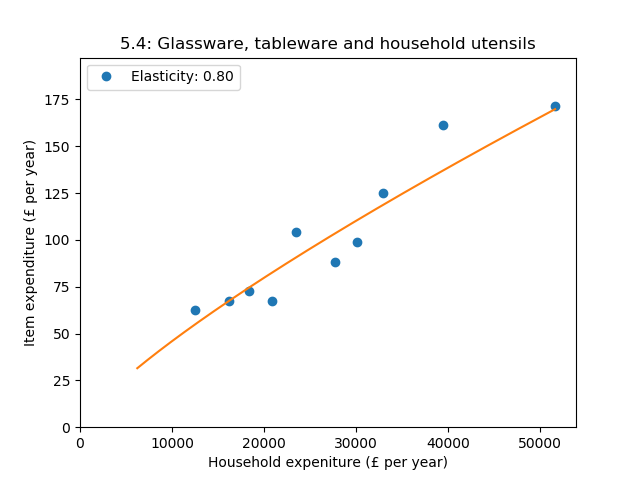 5.4: Glassware, tableware and household utensils
Elasticity: 0.80
Item expenditure (£ per year)
175
150
125
100
75
50
25
0
0 10000 20000 30000 40000 50000
Household expeniture (£ per year)